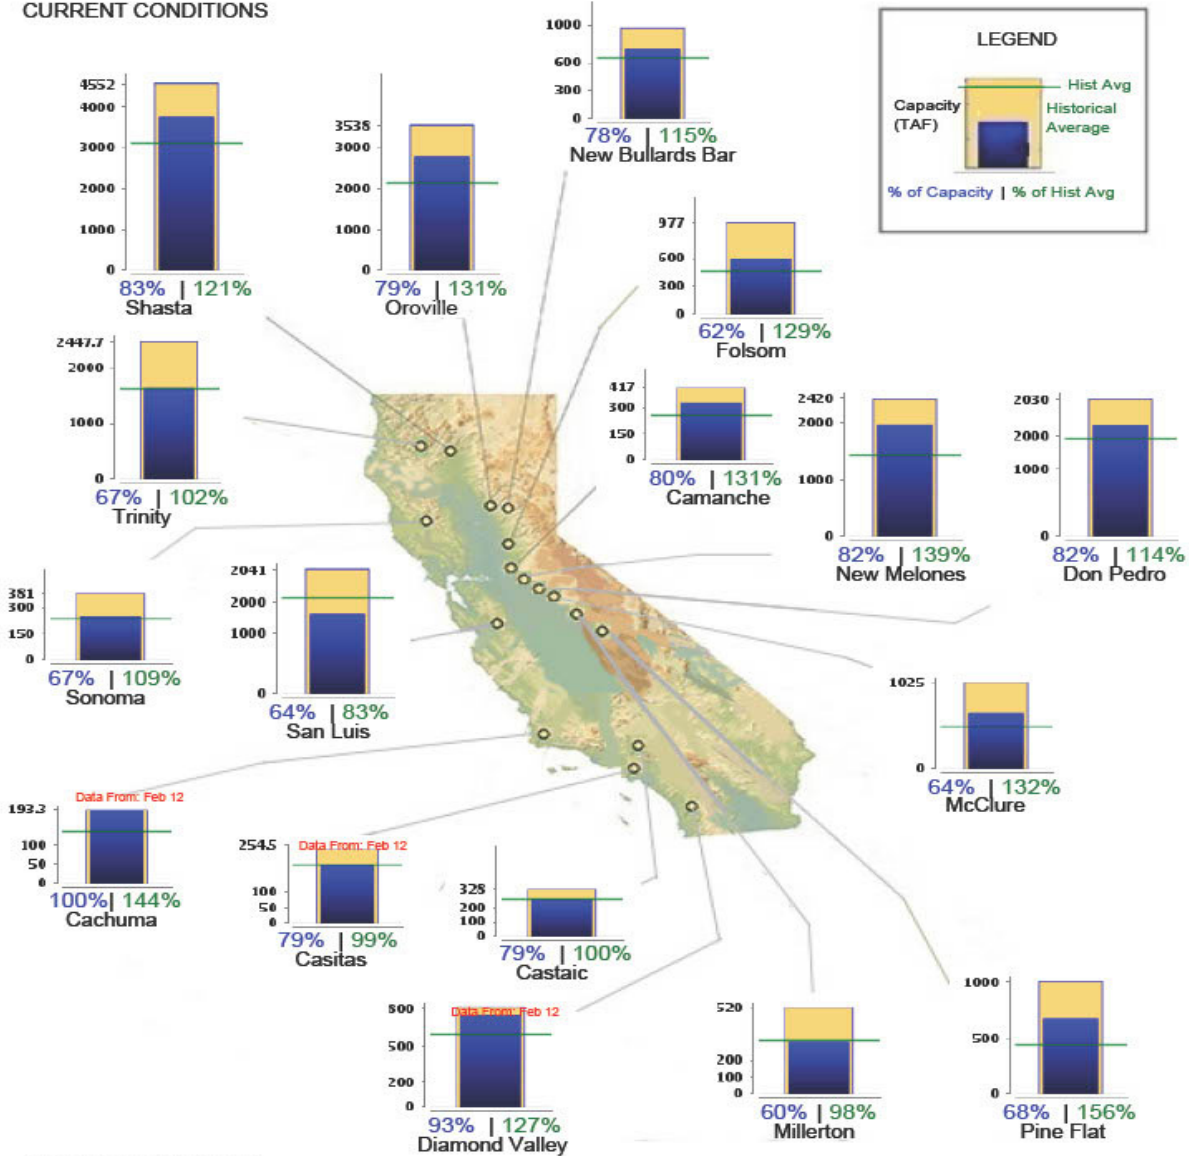 CURRENT CONDITIONS
1000
600
300
0
78% | 115%
New Bullards Bar
LEGEND
Hist Avg
Capacity
(TAF)
Historical
Average
% of Capacity | % of Hist Avg
4552
4000
3000
2000
1000
0
83% | 121%
Shasta
3538
3000
2000
1000
0
79% | 131%
Oroville
977
600
300
0
62% | 129%
Folsom
2447.7
2000
1000
0
67% | 102%
Trinity
417
300
150
0
80% | 131%
Camanche
2420
2000
1000
0
82% | 139%
New Melones
2030
2000
1000
0
82% | 114%
Don Pedro
381
300
150
0
67% | 109%
Sonoma
2041
2000
1000
0
64% | 83%
San Luis
1025
0
64% | 132%
McClure
Data From: Feb 12
193.3
100
50
0
100% | 144%
Cachuma
Data From: Feb 12
254.5
100
50
0
79% | 99%
Casitas
328
200
100
0
79% | 100%
Castaic
Data From: Feb 12
800
500
200
0
93% | 127%
Diamond Valley
520
200
100
0
60% | 98%
Millerton
1000
500
0
68% | 156%
Pine Flat